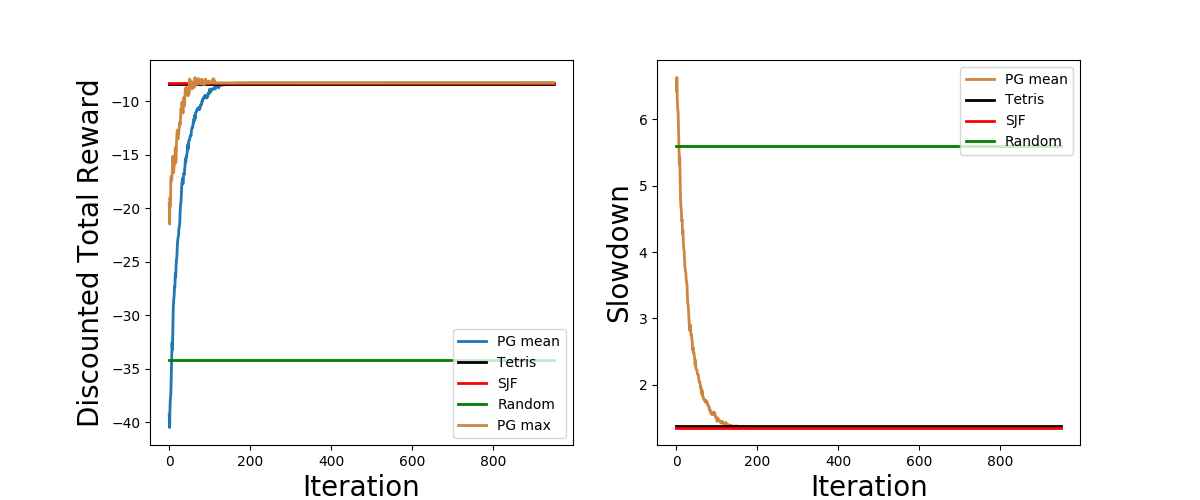 Discounted Total Reward
−10
−15
−20
−25
−30
−35
−40
0
200
400
600
800
Iteration
PG mean
Tetris
SJF
Random
PG max
Slowdown
6
5
4
3
2
0
200
400
600
800
Iteration
PG mean
Tetris
SJF
Random